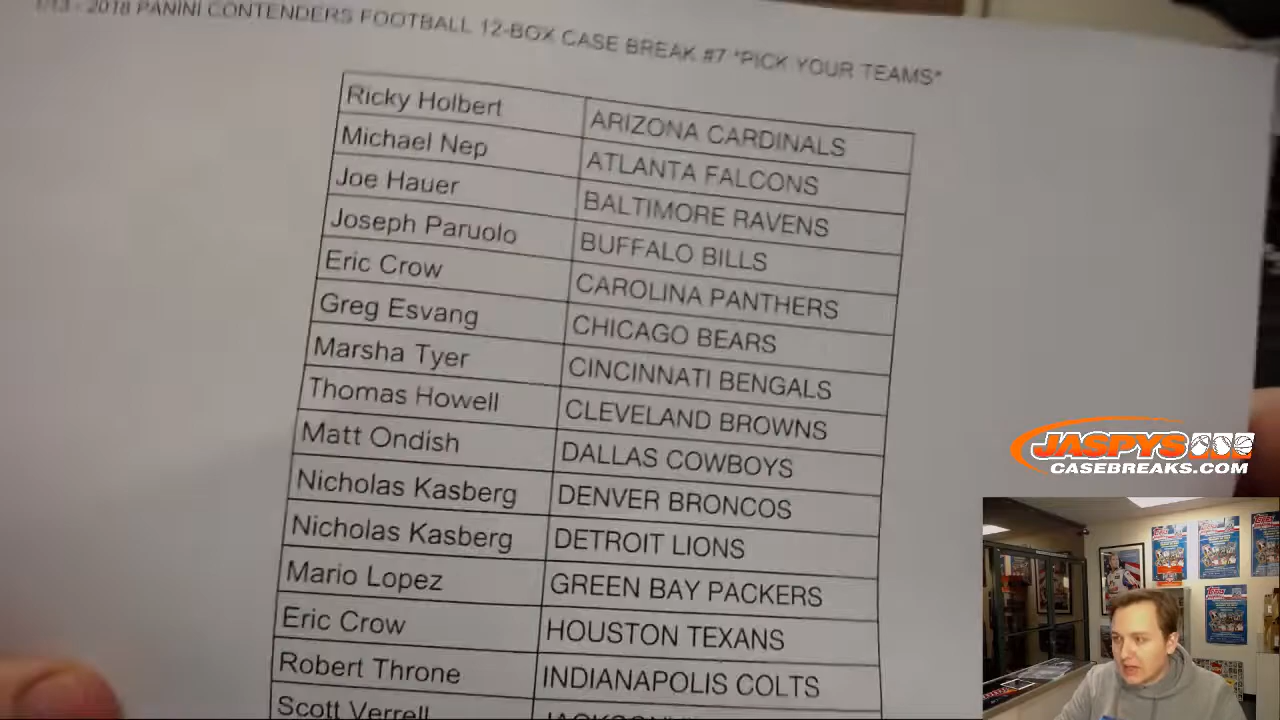 1/13 - 2018 PANINI CONTENDERS FOOTBALL 12-BOX CASE BREAK #7 *PICK YOUR TEAMS*
Ricky Holbert ARIZONA CARDINALS
Michael Nep ATLANTA FALCONS
Joe Hauer BALTIMORE RAVENS
Joseph Paruolo BUFFALO BILLS
Eric Crow CAROLINA PANTHERS
Greg Esvang CHICAGO BEARS
Marsha Tyer CINCINNATI BENGALS
Thomas Howell CLEVELAND BROWNS
Matt Ondish DALLAS COWBOYS
Nicholas Kasberg DENVER BRONCOS
Nicholas Kasberg DETROIT LIONS
Mario Lopez GREEN BAY PACKERS
Eric Crow HOUSTON TEXANS
Robert Throne INDIANAPOLIS COLTS
Scott Verrell
JASPYS
CASEBREAKS.COM